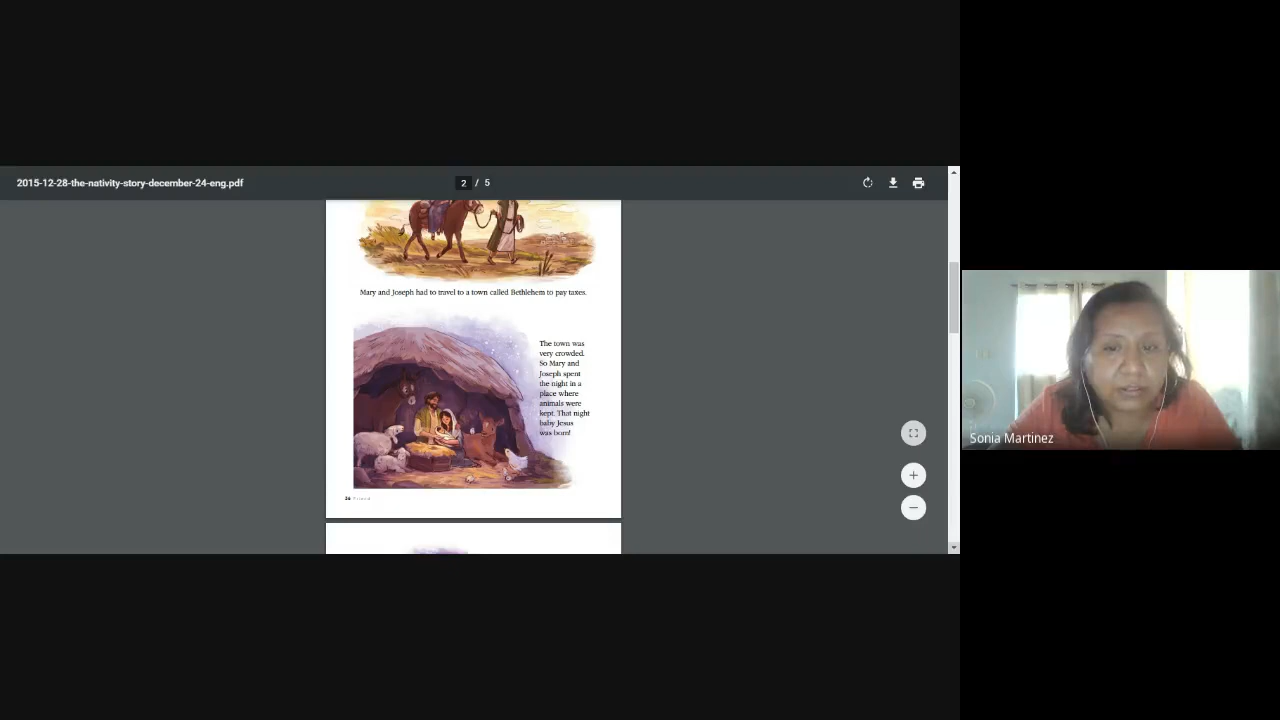 2015-12-28-the-nativity-story-december-24-eng.pdf
2 / 5
Mary and Joseph had to travel to a town called Bethlehem to pay taxes.
The town was
very crowded.
So Mary and
Joseph spent
the night in a
place where
animals were
kept. That night
baby Jesus
was born!
26 Friend
Sonia Martinez